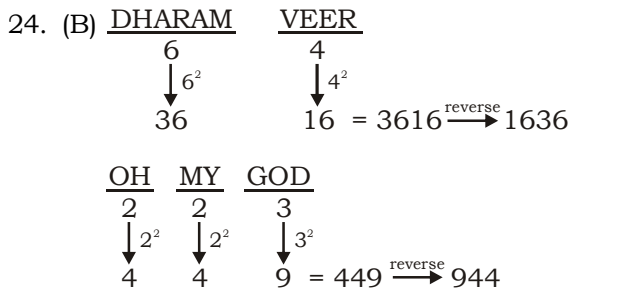 24. (B) DHARAM VEER
6 4
↓ 6² ↓ 4²
36 16 = 3616 reverse→ 1636
OH MY GOD
2 2 3
↓ 2² ↓ 2² ↓ 3²
4 4 9 = 449 reverse→ 944